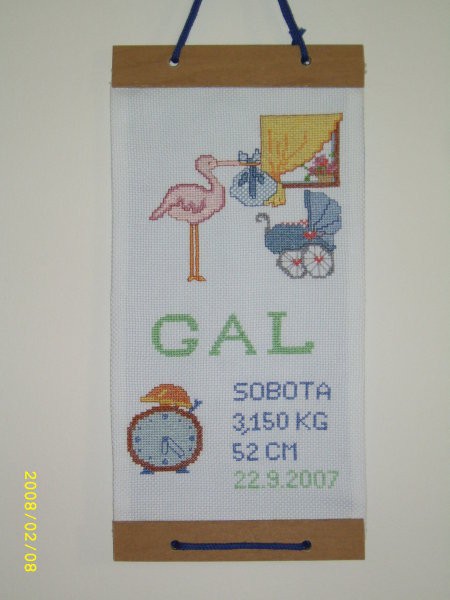 GAL
SOBOTA
3,150 KG
52 CM
22.9.2007
2008/02/08